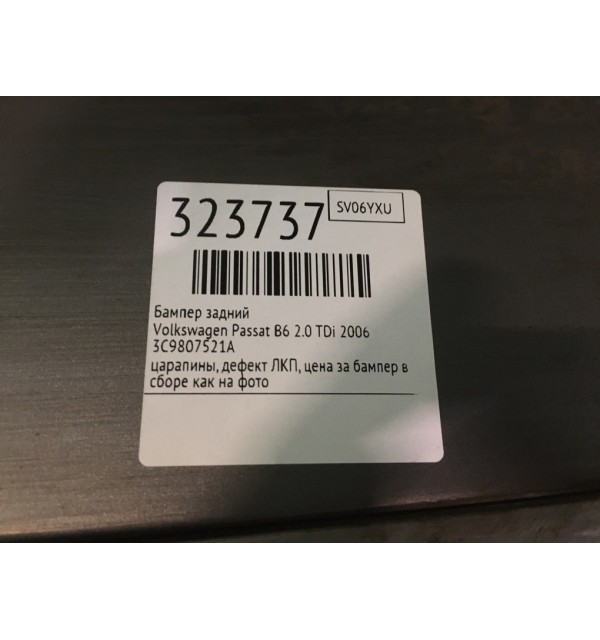 323737
SV06YXU
Бампер задний
Volkswagen Passat B6 2.0 TDi 2006
3C9807521A
царапины, дефект ЛКП, цена за бампер в
сборе как на фото